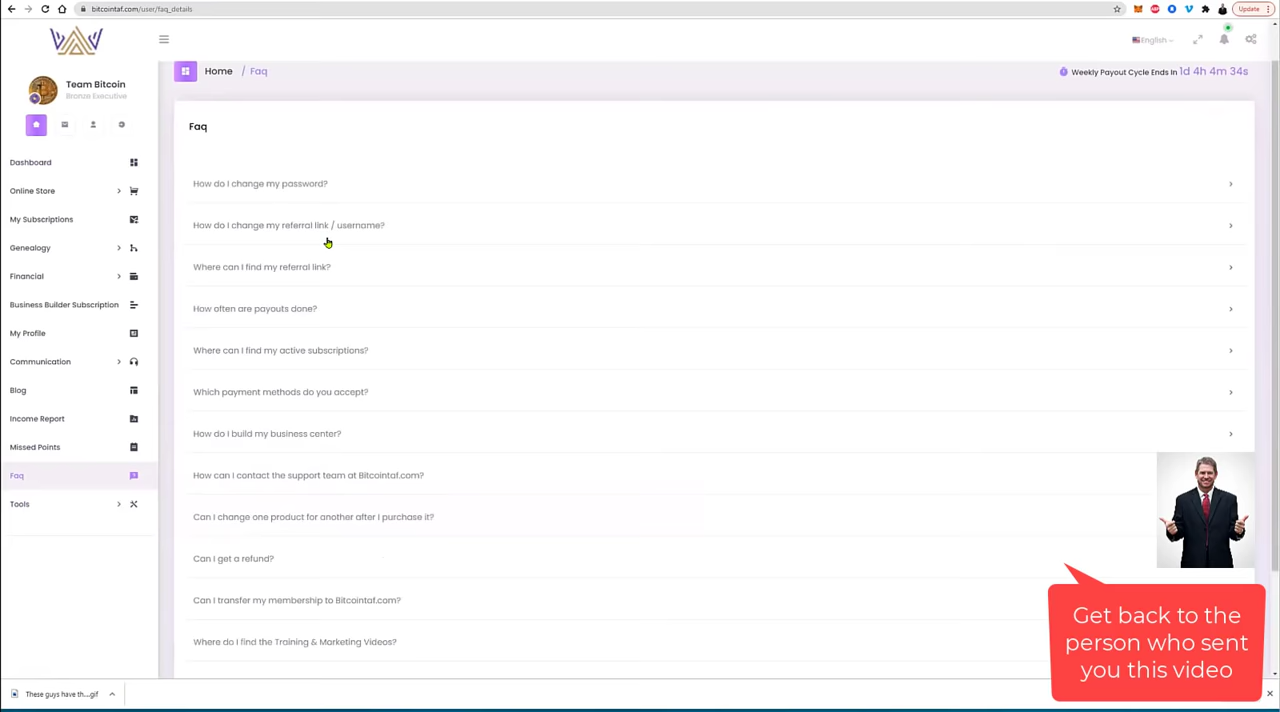 bitcointaf.com/user/faq_details
Update
English
Team Bitcoin
Bronze Executive
Home / Faq
Weekly Payout Cycle Ends In 1d 4h 4m 34s
Dashboard
Online Store
My Subscriptions
Genealogy
Financial
Business Builder Subscription
My Profile
Communication
Blog
Income Report
Missed Points
Faq
Tools
Faq
How do I change my password?
How do I change my referral link / username?
Where can I find my referral link?
How often are payouts done?
Where can I find my active subscriptions?
Which payment methods do you accept?
How do I build my business center?
How can I contact the support team at Bitcointaf.com?
Can I change one product for another after I purchase it?
Can I get a refund?
Can I transfer my membership to Bitcointaf.com?
Where do I find the Training & Marketing Videos?
Get back to the
person who sent
you this video
These guys have th....gif